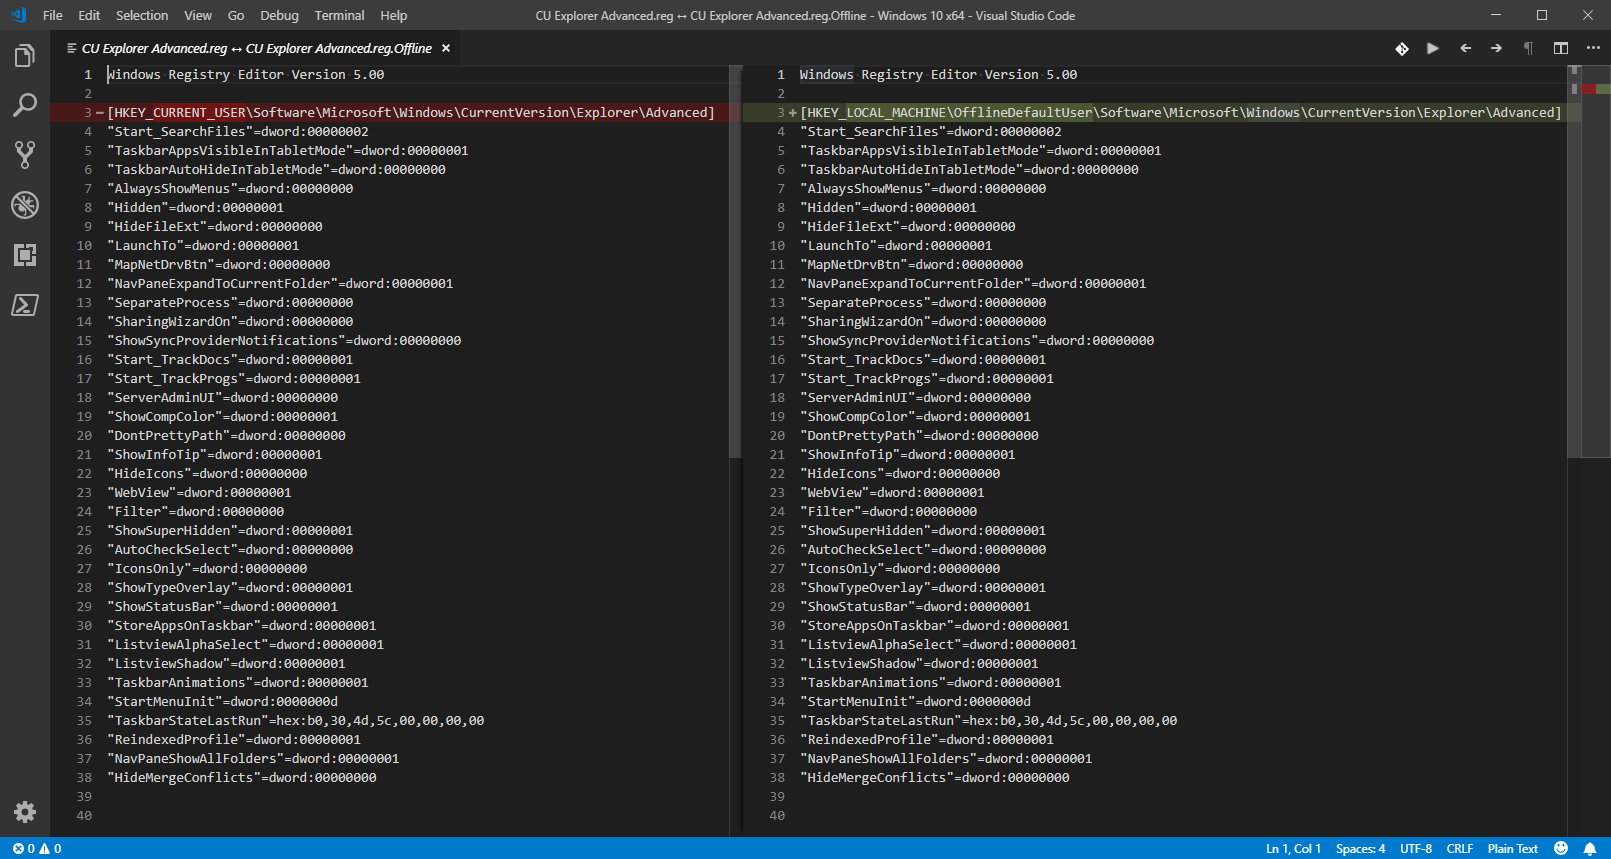 File Edit Selection View Go Debug Terminal Help
CU Explorer Advanced.reg ↔ CU Explorer Advanced.reg.Offline - Windows 10 x64 - Visual Studio Code
CU Explorer Advanced.reg ↔ CU Explorer Advanced.reg.Offline ×
1 Windows Registry Editor Version 5.00
2
3 -[HKEY_CURRENT_USER\Software\Microsoft\Windows\CurrentVersion\Explorer\Advanced]
4 "Start_SearchFiles"=dword:00000002
5 "TaskbarAppsVisibleInTabletMode"=dword:00000001
6 "TaskbarAutoHideInTabletMode"=dword:00000000
7 "AlwaysShowMenus"=dword:00000000
8 "Hidden"=dword:00000001
9 "HideFileExt"=dword:00000000
10 "LaunchTo"=dword:00000001
11 "MapNetDrvBtn"=dword:00000000
12 "NavPaneExpandToCurrentFolder"=dword:00000001
13 "SeparateProcess"=dword:00000000
14 "SharingWizardOn"=dword:00000000
15 "ShowSyncProviderNotifications"=dword:00000000
16 "Start_TrackDocs"=dword:00000001
17 "Start_TrackProgs"=dword:00000001
18 "ServerAdminUI"=dword:00000000
19 "ShowCompColor"=dword:00000001
20 "DontPrettyPath"=dword:00000000
21 "ShowInfoTip"=dword:00000001
22 "HideIcons"=dword:00000000
23 "WebView"=dword:00000001
24 "Filter"=dword:00000000
25 "ShowSuperHidden"=dword:00000001
26 "AutoCheckSelect"=dword:00000000
27 "IconsOnly"=dword:00000000
28 "ShowTypeOverlay"=dword:00000001
29 "ShowStatusBar"=dword:00000001
30 "StoreAppsOnTaskbar"=dword:00000001
31 "ListviewAlphaSelect"=dword:00000001
32 "ListviewShadow"=dword:00000001
33 "TaskbarAnimations"=dword:00000001
34 "StartMenuInit"=dword:0000000d
35 "TaskbarStateLastRun"=hex:b0,30,4d,5c,00,00,00,00
36 "ReindexedProfile"=dword:00000001
37 "NavPaneShowAllFolders"=dword:00000001
38 "HideMergeConflicts"=dword:00000000
39
40
1 Windows Registry Editor Version 5.00
2
3 +[HKEY_LOCAL_MACHINE\OfflineDefaultUser\Software\Microsoft\Windows\CurrentVersion\Explorer\Advanced]
4 "Start_SearchFiles"=dword:00000002
5 "TaskbarAppsVisibleInTabletMode"=dword:00000001
6 "TaskbarAutoHideInTabletMode"=dword:00000000
7 "AlwaysShowMenus"=dword:00000000
8 "Hidden"=dword:00000001
9 "HideFileExt"=dword:00000000
10 "LaunchTo"=dword:00000001
11 "MapNetDrvBtn"=dword:00000000
12 "NavPaneExpandToCurrentFolder"=dword:00000001
13 "SeparateProcess"=dword:00000000
14 "SharingWizardOn"=dword:00000000
15 "ShowSyncProviderNotifications"=dword:00000000
16 "Start_TrackDocs"=dword:00000001
17 "Start_TrackProgs"=dword:00000001
18 "ServerAdminUI"=dword:00000000
19 "ShowCompColor"=dword:00000001
20 "DontPrettyPath"=dword:00000000
21 "ShowInfoTip"=dword:00000001
22 "HideIcons"=dword:00000000
23 "WebView"=dword:00000001
24 "Filter"=dword:00000000
25 "ShowSuperHidden"=dword:00000001
26 "AutoCheckSelect"=dword:00000000
27 "IconsOnly"=dword:00000000
28 "ShowTypeOverlay"=dword:00000001
29 "ShowStatusBar"=dword:00000001
30 "StoreAppsOnTaskbar"=dword:00000001
31 "ListviewAlphaSelect"=dword:00000001
32 "ListviewShadow"=dword:00000001
33 "TaskbarAnimations"=dword:00000001
34 "StartMenuInit"=dword:0000000d
35 "TaskbarStateLastRun"=hex:b0,30,4d,5c,00,00,00,00
36 "ReindexedProfile"=dword:00000001
37 "NavPaneShowAllFolders"=dword:00000001
38 "HideMergeConflicts"=dword:00000000
39
40
0 0 Ln 1, Col 1 Spaces: 4 UTF-8 CRLF Plain Text